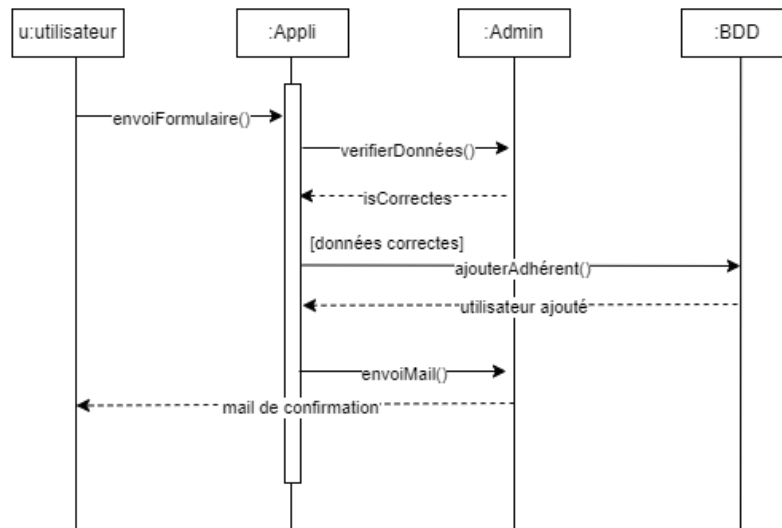 u:utilisateur
:Appli
:Admin
:BDD
envoiFormulaire()
verifierDonnées()
isCorrectes
[données correctes]
ajouterAdhérent()
utilisateur ajouté
envoiMail()
mail de confirmation